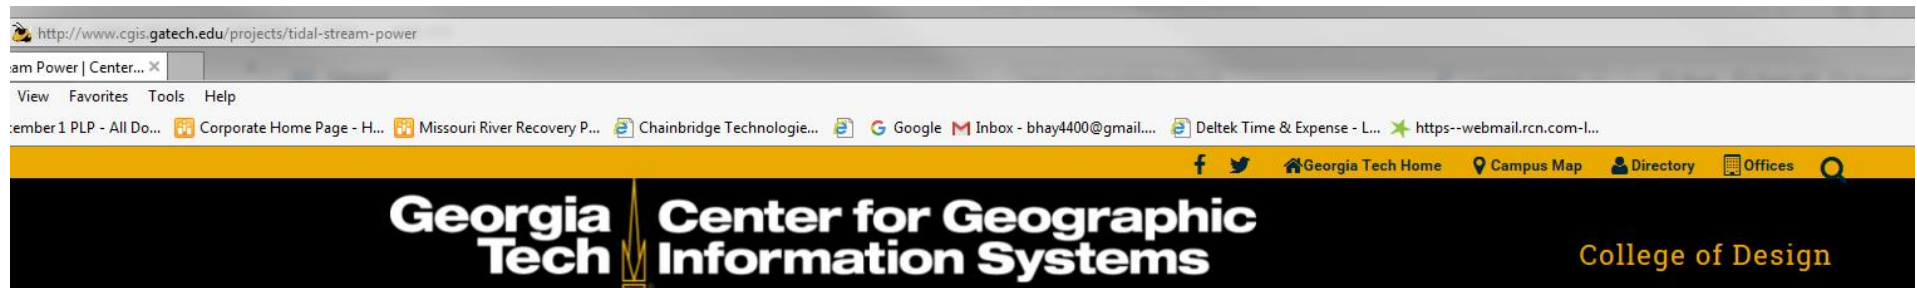 http://www.cgis.gatech.edu/projects/tidal-stream-power
am Power | Center...
View Favorites Tools Help
ember 1 PLP - All Do... Corporate Home Page - H... Missouri River Recovery P... Chainbridge Technologie... Google Inbox - bhay4400@gmail.... Deltek Time & Expense - L... https--webmail.rcn.com-l...
Georgia Tech Home Campus Map Directory Offices
Georgia Tech
Center for Geographic
Information Systems
College of Design